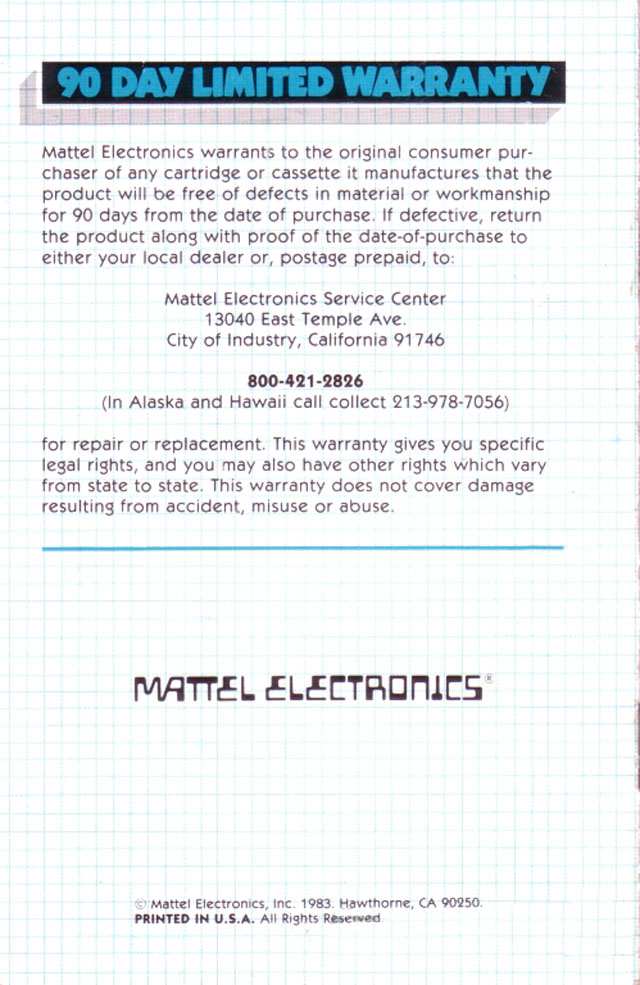 90 DAY LIMITED WARRANTY
Mattel Electronics warrants to the original consumer pur-
chaser of any cartridge or cassette it manufactures that the
product will be free of defects in material or workmanship
for 90 days from the date of purchase. If defective, return
the product along with proof of the date-of-purchase to
either your local dealer or, postage prepaid, to:
Mattel Electronics Service Center
13040 East Temple Ave.
City of Industry, California 91746
800-421-2826
(In Alaska and Hawaii call collect 213-978-7056)
for repair or replacement. This warranty gives you specific
legal rights, and you may also have other rights which vary
from state to state. This warranty does not cover damage
resulting from accident, misuse or abuse.
MATTEL ELECTRONICS®
© Mattel Electronics, Inc. 1983. Hawthorne, CA 90250.
PRINTED IN U.S.A. All Rights Reserved